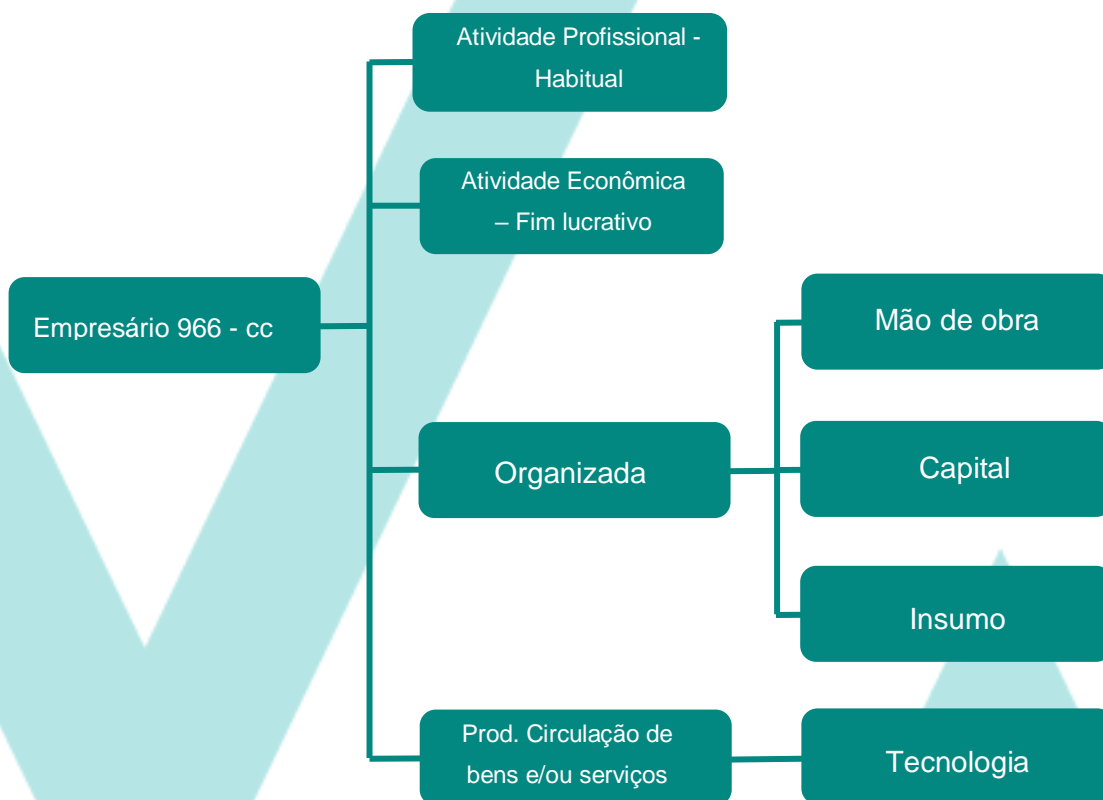 Atividade Profissional -
Habitual
Atividade Econômica
– Fim lucrativo
Empresário 966 - cc
Organizada
Mão de obra
Capital
Insumo
Prod. Circulação de
bens e/ou serviços
Tecnologia